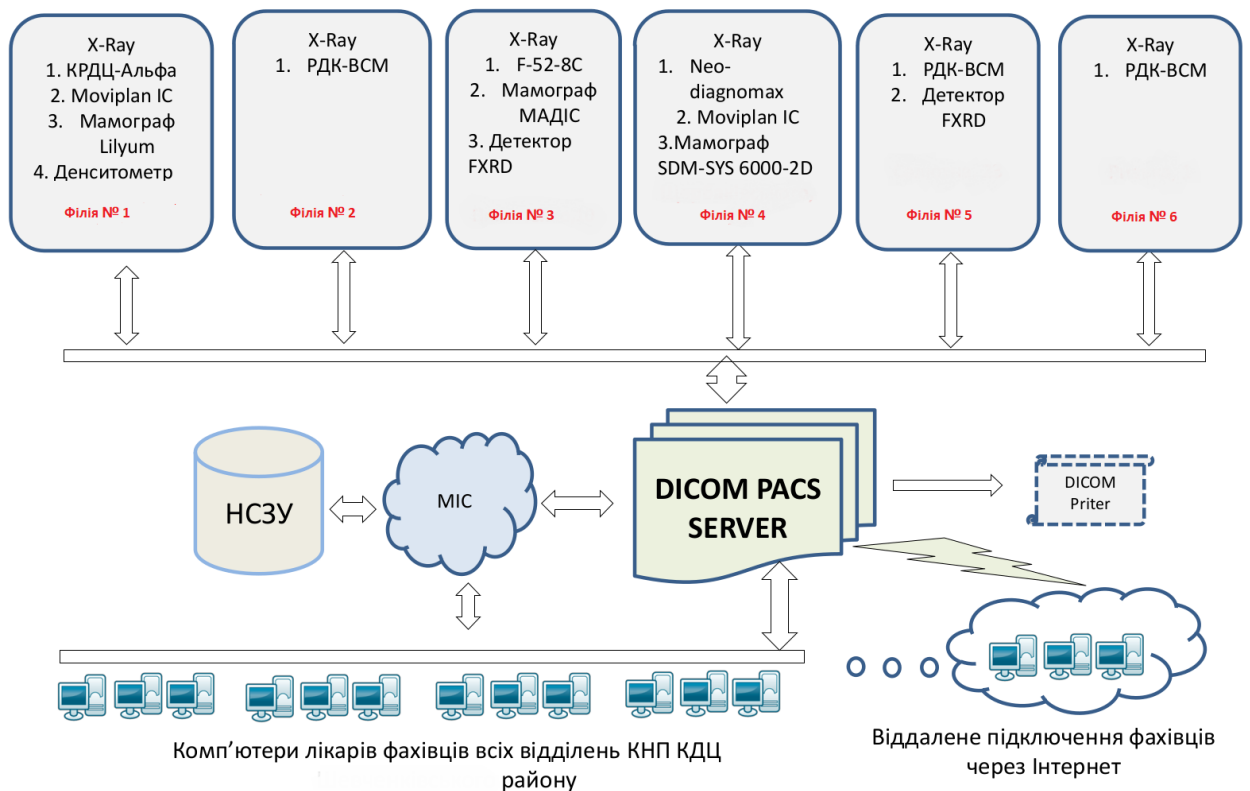 X-Ray
1. КРДЦ-Альфа
2. Moviplan IC
3. Мамограф
Lilyum
4. Денситометр
Філія № 1
X-Ray
1. РДК-ВСМ
Філія № 2
X-Ray
1. F-52-8C
2. Мамограф
МАДІС
3. Детектор
FXRD
Філія № 3
X-Ray
1. Neo-
diagnomax
2. Moviplan IC
3.Мамограф
SDM-SYS 6000-2D
Філія № 4
X-Ray
1. РДК-ВСМ
2. Детектор
FXRD
Філія № 5
X-Ray
1. РДК-ВСМ
Філія № 6
НСЗУ
МІС
DICOM PACS
SERVER
DICOM
Priter
Комп’ютери лікарів фахівців всіх відділень КНП КДЦ
району
Віддалене підключення фахівців
через Інтернет